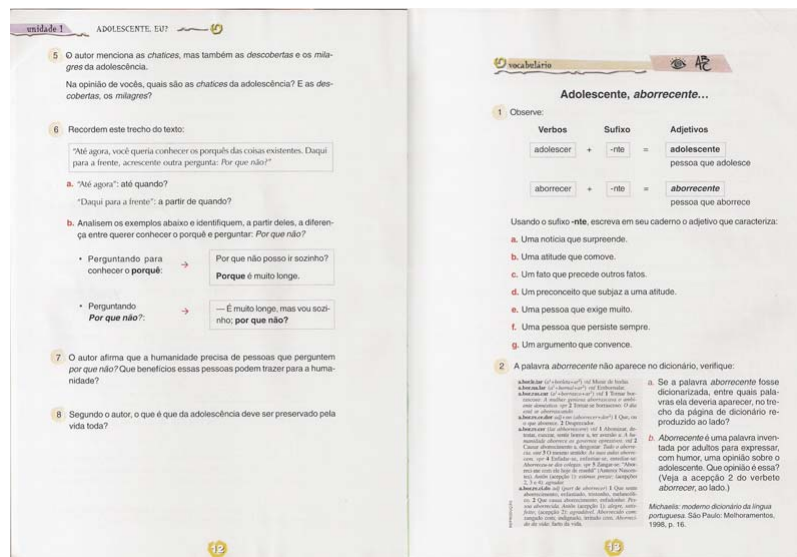 unidade 1 ADOLESCENTE, EU?
5 O autor menciona as chatices, mas também as descobertas e os mila-
gres da adolescência.
Na opinião de vocês, quais são as chatices da adolescência? E as des-
cobertas, os milagres?
6 Recordem este trecho do texto:
"Até agora, você queria conhecer os porquês das coisas existentes. Daqui
para a frente, acrescente outra pergunta: Por que não?"
a. "Até agora": até quando?
"Daqui para a frente": a partir de quando?
b. Analisem os exemplos abaixo e identifiquem, a partir deles, a diferen-
ça entre querer conhecer o porquê e perguntar: Por que não?
• Perguntando para
conhecer o porquê:
→
Por que não posso ir sozinho?
Porque é muito longe.
• Perguntando
Por que não?:
→
— É muito longe, mas vou sozi-
nho; por que não?
7 O autor afirma que a humanidade precisa de pessoas que perguntem
por que não? Que benefícios essas pessoas podem trazer para a huma-
nidade?
8 Segundo o autor, o que é que da adolescência deve ser preservado pela
vida toda?
12
vocabulário
Adolescente, aborrecente...
1 Observe:
Verbos Sufixo Adjetivos
adolescer + -nte = adolescente
pessoa que adolesce
aborrecer + -nte = aborrecente
pessoa que aborrece
Usando o sufixo -nte, escreva em seu caderno o adjetivo que caracteriza:
a. Uma notícia que surpreende.
b. Uma atitude que comove.
c. Um fato que precede outros fatos.
d. Um preconceito que subjaz a uma atitude.
e. Uma pessoa que exige muito.
f. Uma pessoa que persiste sempre.
g. Um argumento que convence.
2 A palavra aborrecente não aparece no dicionário, verifique:
a. Se a palavra aborrecente fosse
dicionarizada, entre quais pala-
vras ela deveria aparecer, no tre-
cho da página de dicionário re-
produzido ao lado?
b. Aborrecente é uma palavra inven-
tada por adultos para expressar,
com humor, uma opinião sobre o
adolescente. Que opinião é essa?
(Veja a acepção 2 do verbete
aborrecer, ao lado.)
Michaelis: moderno dicionário da língua
portuguesa. São Paulo: Melhoramentos,
1998, p. 16.
REPRODUÇÃO
13